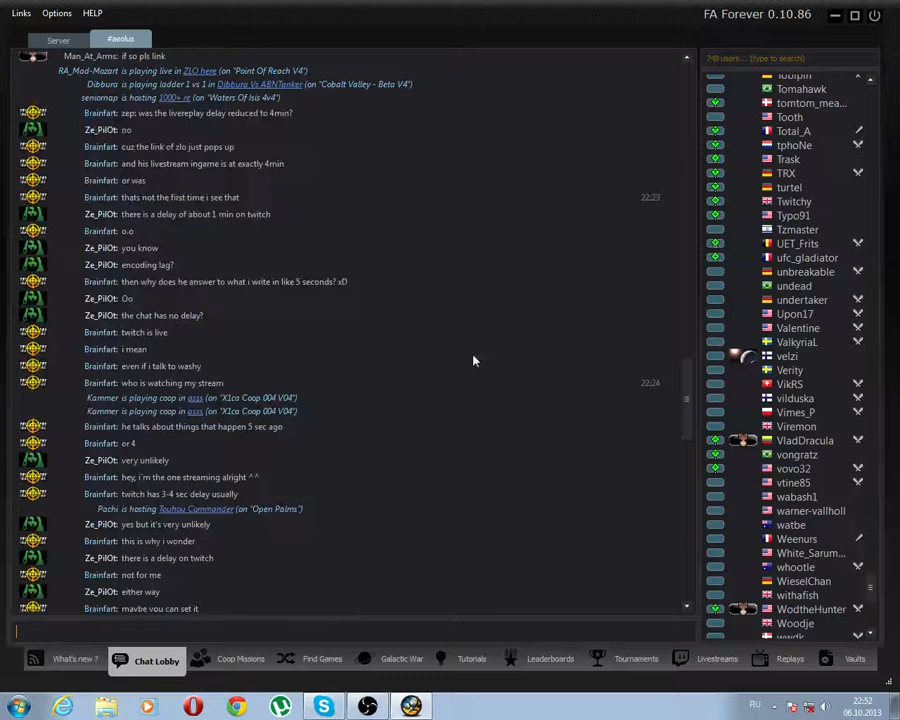 Links Options HELP FA Forever 0.10.86
Server #aeolus
Man_At_Arms: if so pls link
RA_Mad-Mozart is playing live in ZLO here (on "Point Of Reach V4")
Dibbura is playing ladder 1 vs 1 in Dibbura Vs ABNTanker (on "Cobalt Valley - Beta V4")
seniornap is hosting 1000+ re (on "Waters Of Isis 4v4")
Brainfart: zep: was the livereplay delay reduced to 4min?
Ze_PilOt: no
Brainfart: cuz the link of zlo just pops up
Brainfart: and his livestream ingame is at exactly 4min
Brainfart: or was
Brainfart: thats not the first time i see that 22:23
Ze_PilOt: there is a delay of about 1 min on twitch
Brainfart: o.o
Ze_PilOt: you know
Ze_PilOt: encoding lag?
Brainfart: then why does he answer to what i write in like 5 seconds? xD
Ze_PilOt: Oo
Ze_PilOt: the chat has no delay?
Brainfart: twitch is live
Brainfart: i mean
Brainfart: even if i talk to washy
Brainfart: who is watching my stream 22:24
Kammer is playing coop in asss (on "X1ca Coop 004 V04")
Kammer is playing coop in asss (on "X1ca Coop 004 V04")
Brainfart: he talks about things that happen 5 sec ago
Brainfart: or 4
Ze_PilOt: very unlikely
Brainfart: hey, i´m the one streaming alright ^^
Brainfart: twitch has 3-4 sec delay usually
Pachi is hosting Touhou Commander (on "Open Palms")
Ze_PilOt: yes but it's very unlikely
Brainfart: this is why i wonder
Ze_PilOt: there is a delay on twitch
Brainfart: not for me
Ze_PilOt: either way
Brainfart: maybe you can set it
748 users... (type to search)
Tobipin
Tomahawk
tomtom_mea...
Tooth
Total_A
tphoNe
Trask
TRX
turtel
Twitchy
Typo91
Tzmaster
UET_Frits
ufc_gladiator
unbreakable
undead
undertaker
Upon17
Valentine
ValkyriaL
velzi
Verity
VikRS
vilduska
Vimes_P
Viremon
VladDracula
vongratz
vovo32
vtine85
wabash1
warner-vallholl
watbe
Weenurs
White_Sarum...
whootle
WieselChan
withafish
WodtheHunter
Woodje
wwdk
What's new ? Chat Lobby Coop Missions Find Games Galactic War Tutorials Leaderboards Tournaments Livestreams Replays Vaults
RU 22:52
06.10.2013